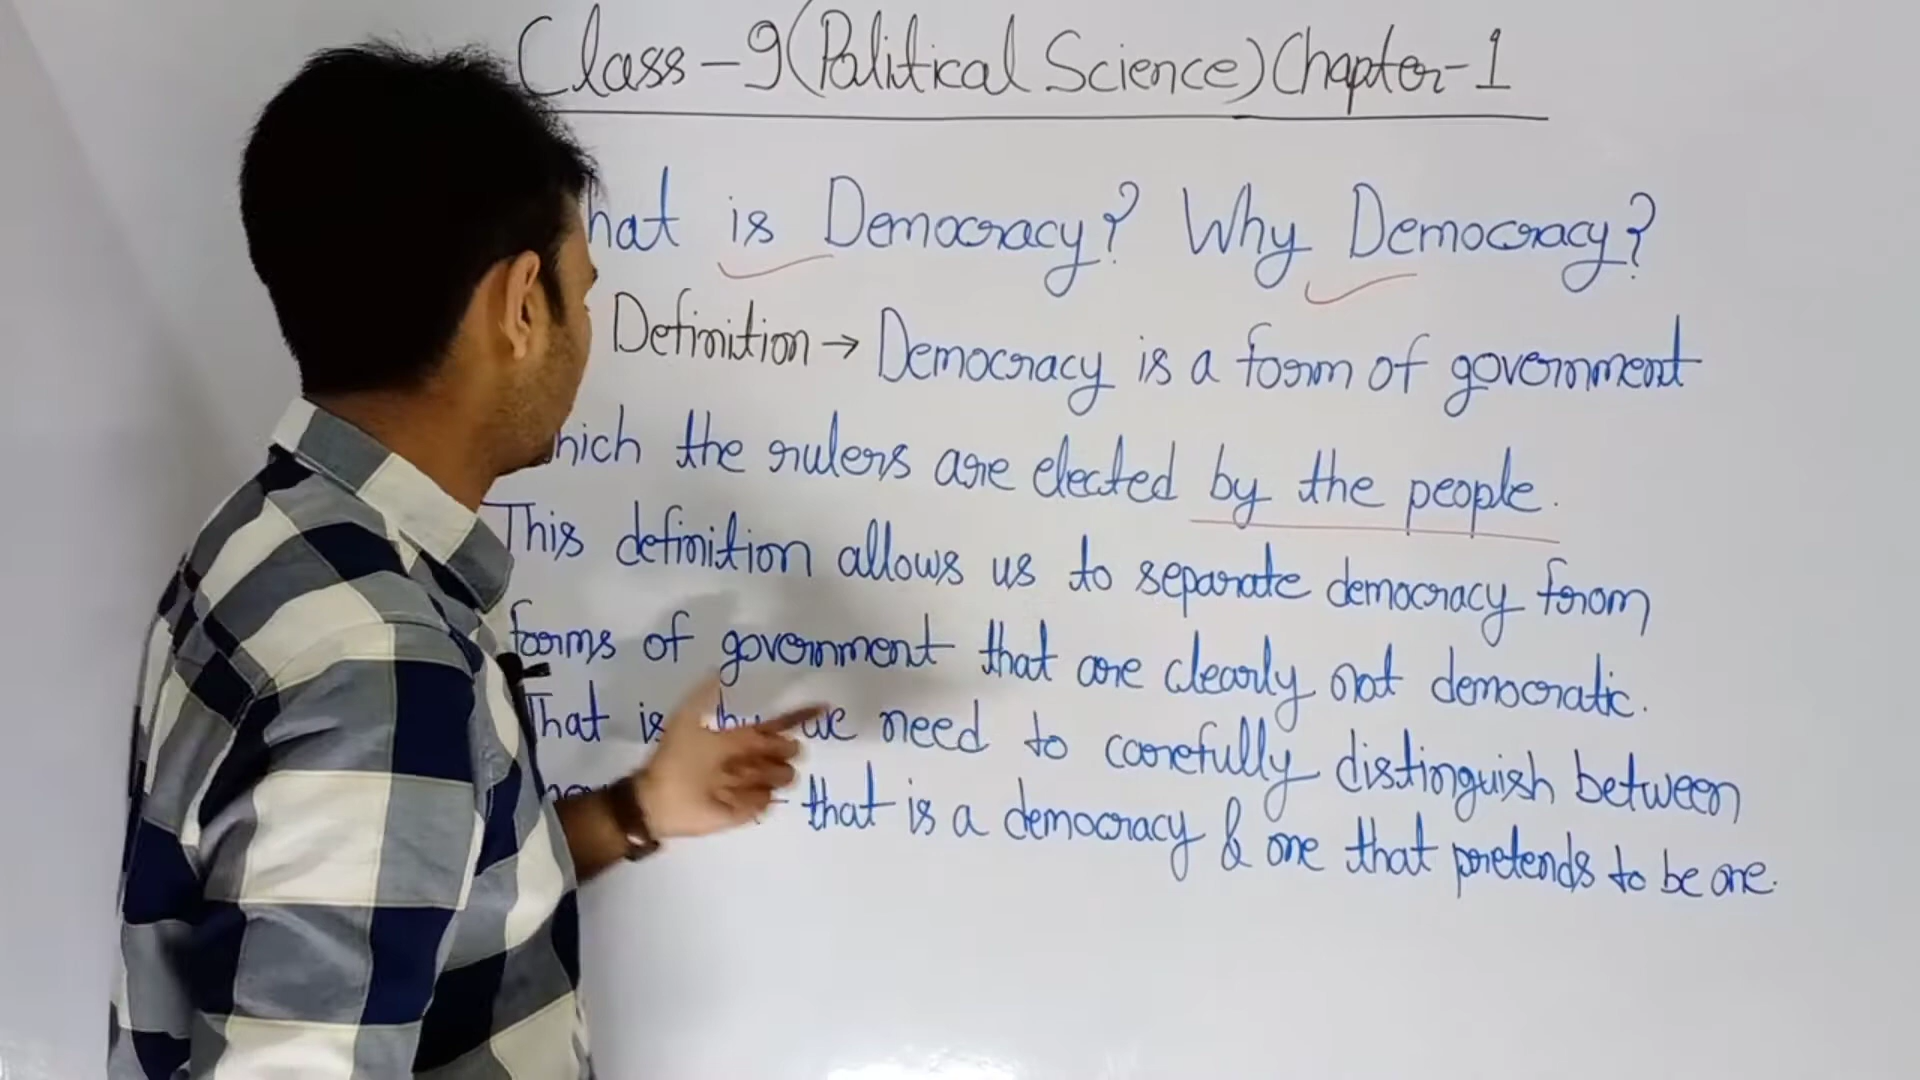 Class-9(Political Science) Chapter-1
hat is Democracy? Why Democracy?
Definition → Democracy is a form of government
hich the rulers are elected by the people.
This definition allows us to separate democracy from
forms of government that are clearly not democratic.
That is we need to carefully distinguish between
that is a democracy & one that pretends to be one.